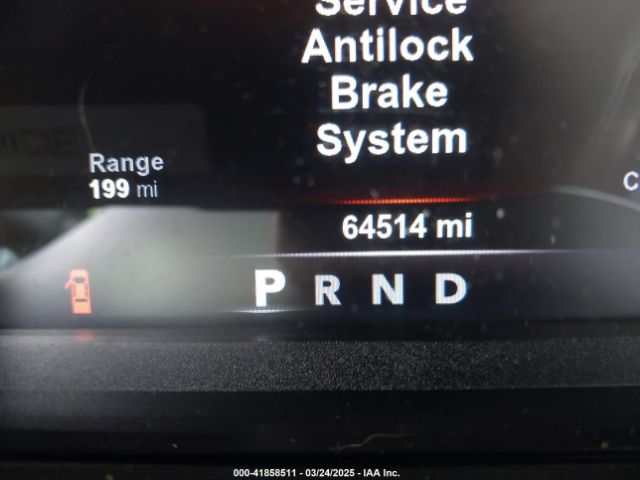 Service
Antilock
Brake
System
Range
199 mi
C
64514 mi
P R N D
000-41858511 - 03/24/2025 - IAA Inc.